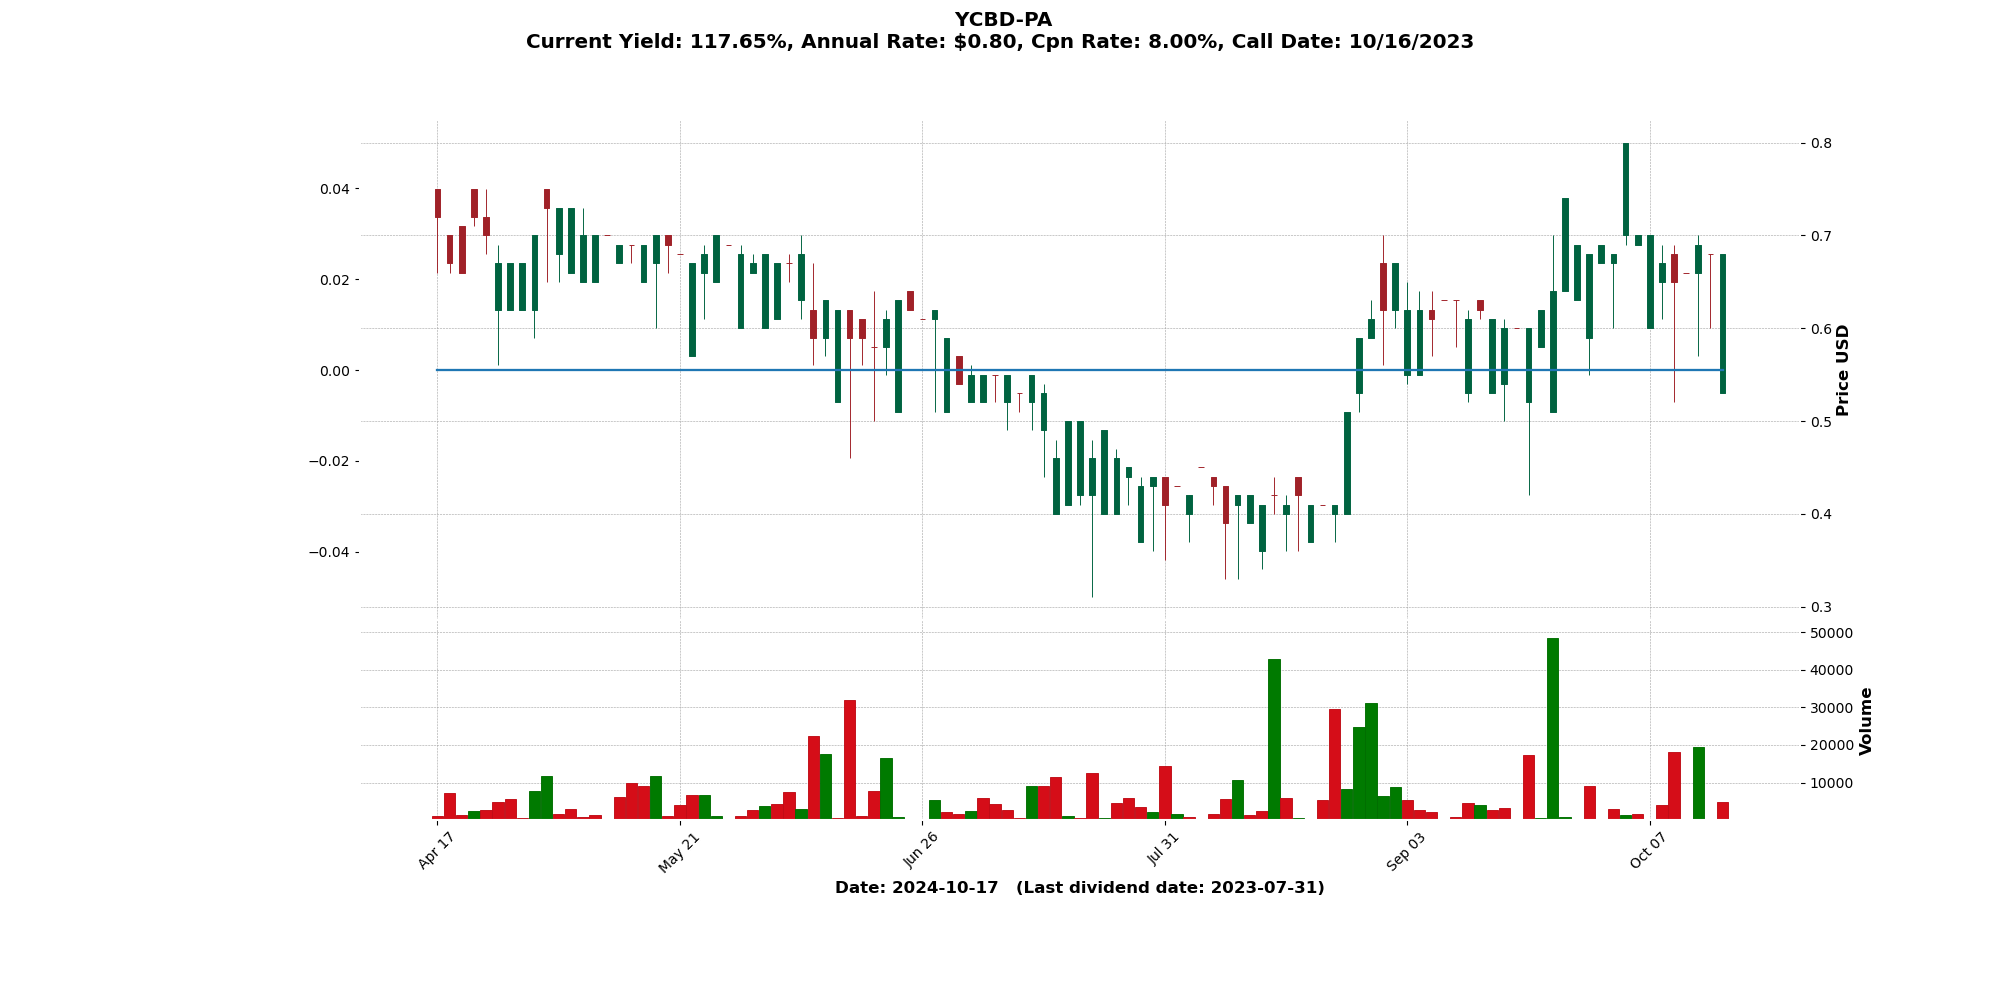 YCBD-PA
Current Yield: 117.65%, Annual Rate: $0.80, Cpn Rate: 8.00%, Call Date: 10/16/2023
0.04
0.02
0.00
−0.02
−0.04
0.8
0.7
0.6
0.5
0.4
0.3
Price USD
50000
40000
30000
20000
10000
Volume
Apr 17
May 21
Jun 26
Jul 31
Sep 03
Oct 07
Date: 2024-10-17 (Last dividend date: 2023-07-31)